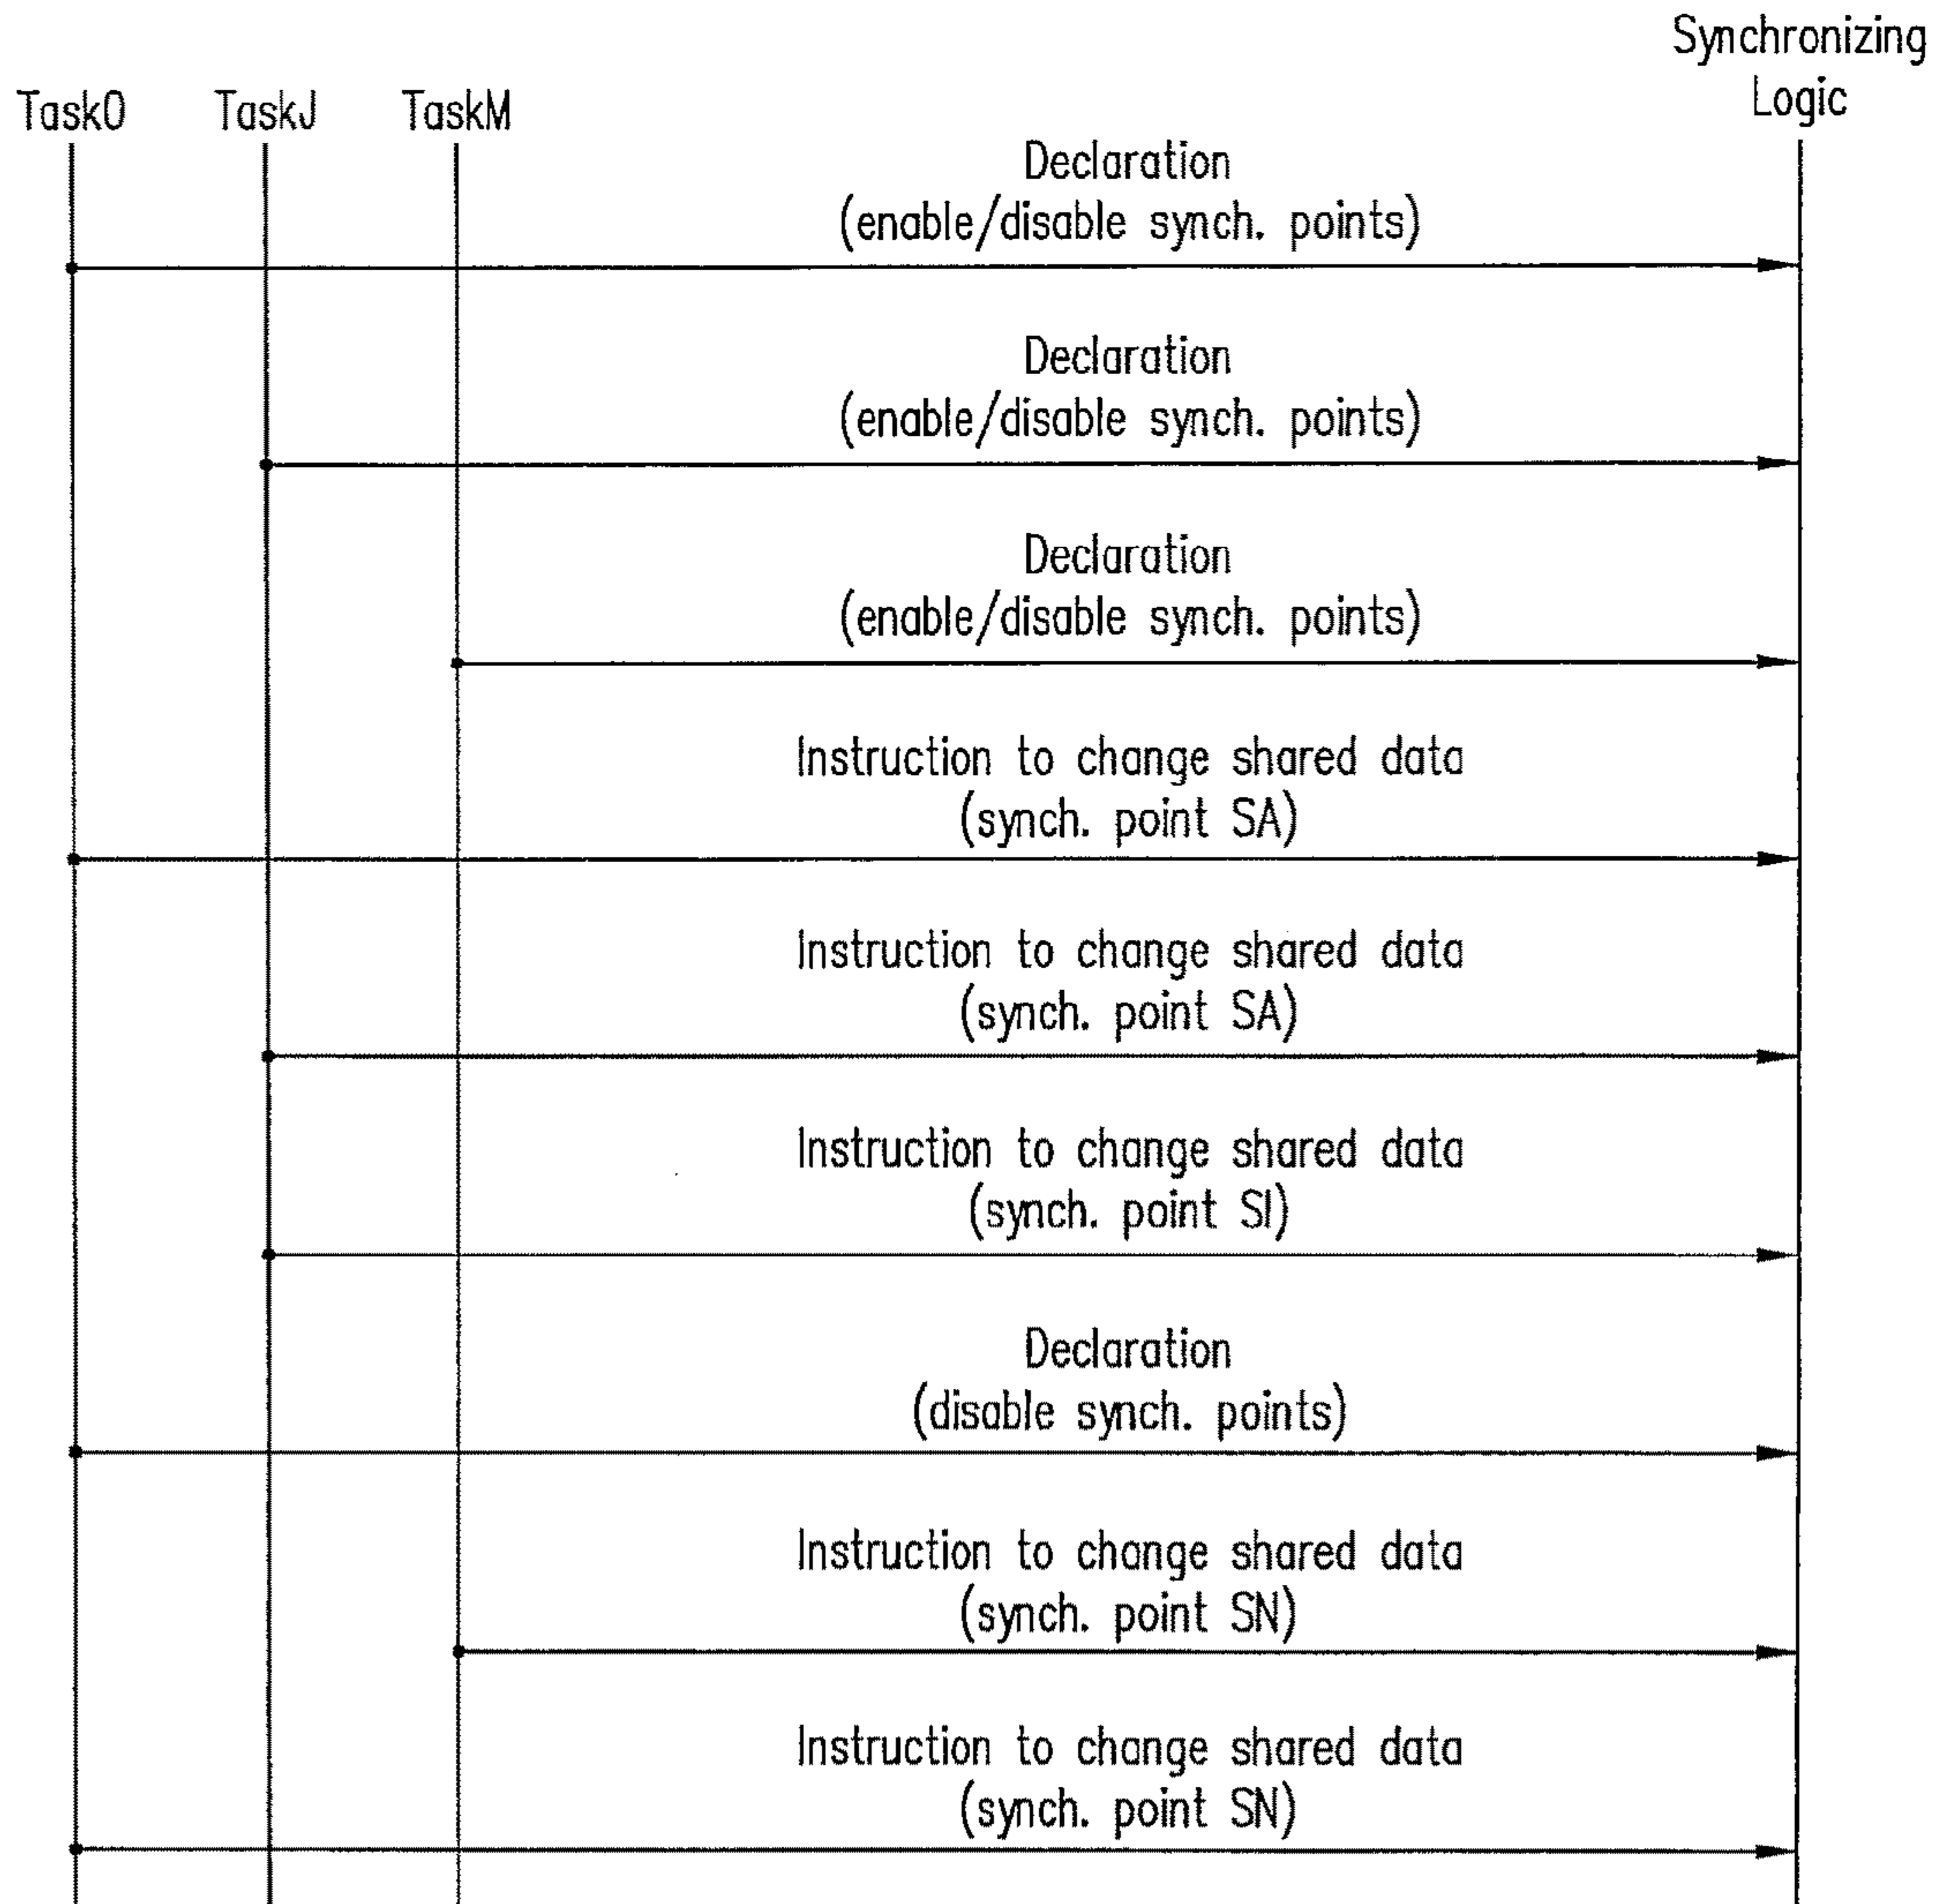 Synchronizing
Logic
Task0 TaskJ TaskM
Declaration
(enable/disable synch. points)
Declaration
(enable/disable synch. points)
Declaration
(enable/disable synch. points)
Instruction to change shared data
(synch. point SA)
Instruction to change shared data
(synch. point SA)
Instruction to change shared data
(synch. point SI)
Declaration
(disable synch. points)
Instruction to change shared data
(synch. point SN)
Instruction to change shared data
(synch. point SN)